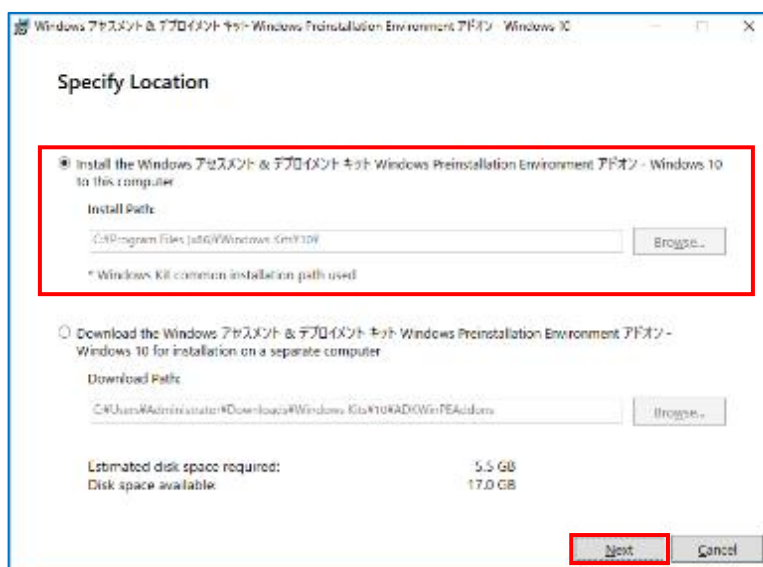 Windows アセスメント & デプロイメント キット Windows Preinstallation Environment アドオン - Windows 10
Specify Location
Install the Windows アセスメント & デプロイメント キット Windows Preinstallation Environment アドオン - Windows 10
to this computer
Install Path:
C:¥Program Files (x86)¥Windows Kits¥10¥
Browse...
* Windows Kit common installation path used
Download the Windows アセスメント & デプロイメント キット Windows Preinstallation Environment アドオン -
Windows 10 for installation on a separate computer
Download Path:
C:¥Users¥Administrator¥Downloads¥Windows Kits¥10¥ADKWinPEAddons
Browse...
Estimated disk space required: 5.5 GB
Disk space available: 17.0 GB
Next Cancel